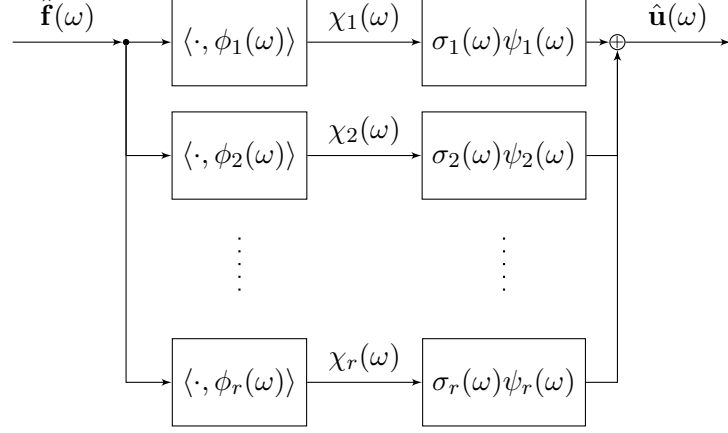 f̂(ω) ⟨·, ϕ₁(ω)⟩ χ₁(ω) σ₁(ω)ψ₁(ω) û(ω)
⟨·, ϕ₂(ω)⟩ χ₂(ω) σ₂(ω)ψ₂(ω)
⟨·, ϕᵣ(ω)⟩ χᵣ(ω) σᵣ(ω)ψᵣ(ω)